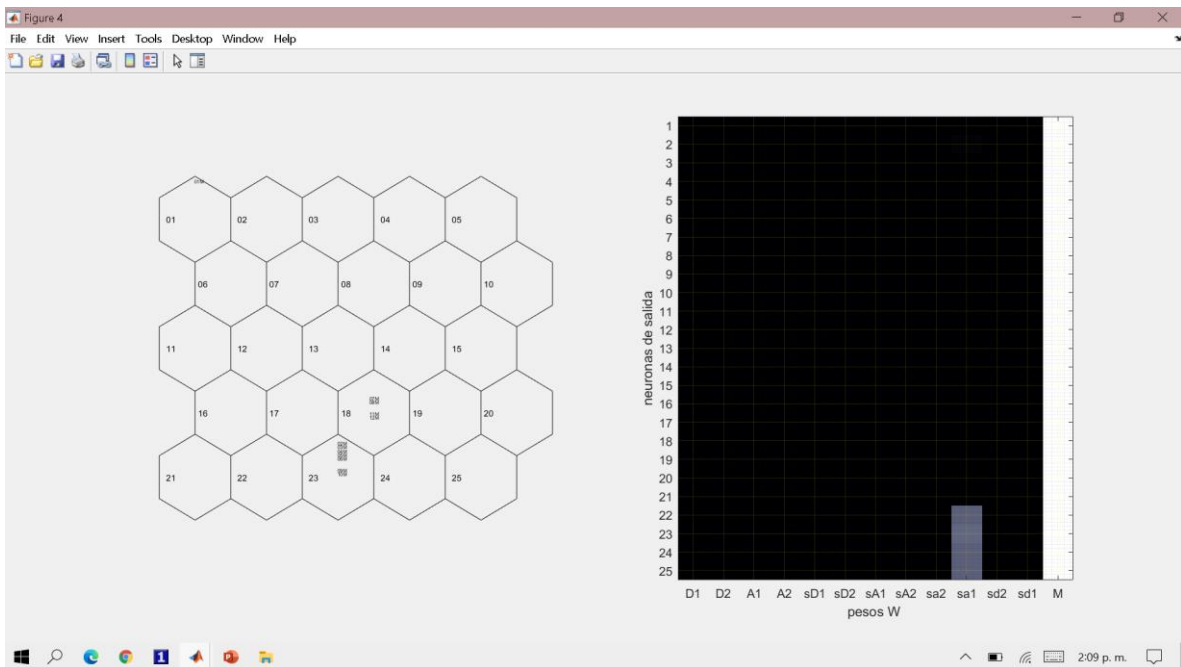 Figure 4
File Edit View Insert Tools Desktop Window Help
01 02 03 04 05
06 07 08 09 10
11 12 13 14 15
16 17 18 19 20
21 22 23 24 25
neuronas de salida
1
2
3
4
5
6
7
8
9
10
11
12
13
14
15
16
17
18
19
20
21
22
23
24
25
D1 D2 A1 A2 sD1 sD2 sA1 sA2 sa2 sa1 sd2 sd1 M
pesos W
1
2:09 p. m.